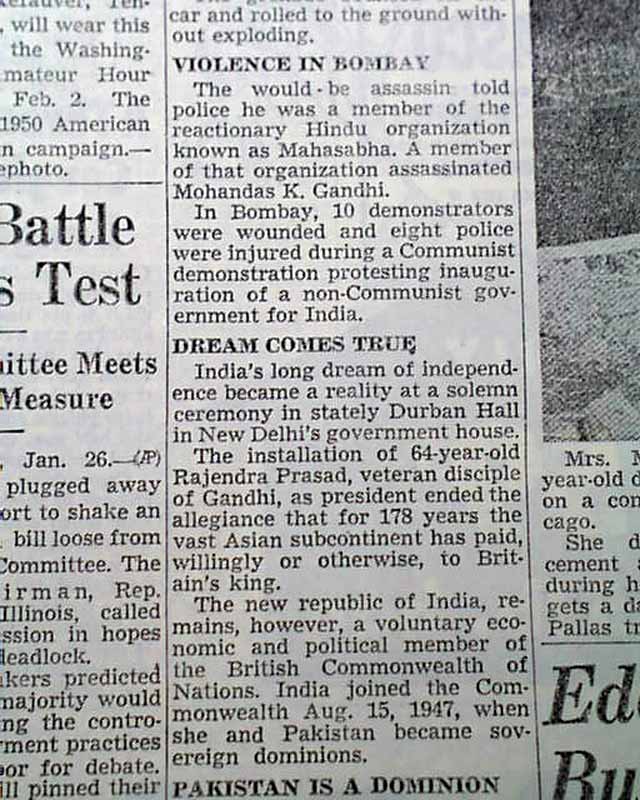 , will wear this
the Washing-
mateur Hour
Feb. 2. The
1950 American
n campaign.—
ephoto.
Battle
s Test
ittee Meets
Measure
, Jan. 26.—(AP)
plugged away
ort to shake an
bill loose from
Committee. The
irman, Rep.
Illinois, called
ssion in hopes
deadlock.
kers predicted
majority would
ng the contro-
rment practices
oor for debate.
ill pinned their
car and rolled to the ground with-
out exploding.
VIOLENCE IN BOMBAY
The would-be assassin told
police he was a member of the
reactionary Hindu organization
known as Mahasabha. A member
of that organization assassinated
Mohandas K. Gandhi.
In Bombay, 10 demonstrators
were wounded and eight police
were injured during a Communist
demonstration protesting inaugu-
ration of a non-Communist gov-
ernment for India.
DREAM COMES TRUE
India's long dream of independ-
ence became a reality at a solemn
ceremony in stately Durban Hall
in New Delhi's government house.
The installation of 64-year-old
Rajendra Prasad, veteran disciple
of Gandhi, as president ended the
allegiance that for 178 years the
vast Asian subcontinent has paid,
willingly or otherwise, to Brit-
ain's king.
The new republic of India, re-
mains, however, a voluntary eco-
nomic and political member of
the British Commonwealth of
Nations. India joined the Com-
monwealth Aug. 15, 1947, when
she and Pakistan became sov-
ereign dominions.
PAKISTAN IS A DOMINION
Mrs. M
year-old d
on a con
cago.
She d
cement a
during h
gets a da
Pallas tr
Ed
Bu